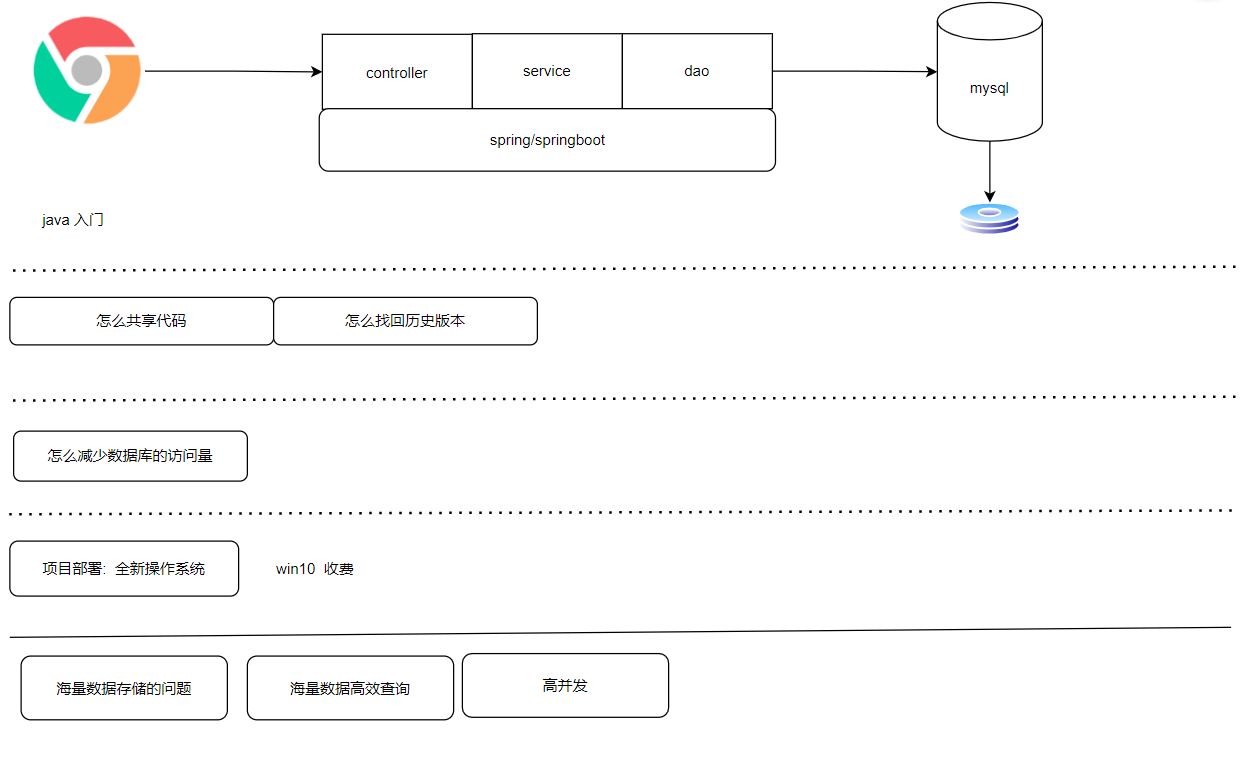 controller
service
dao
mysql
spring/springboot
java 入门
怎么共享代码
怎么找回历史版本
怎么减少数据库的访问量
项目部署: 全新操作系统
win10 收费
海量数据存储的问题
海量数据高效查询
高并发